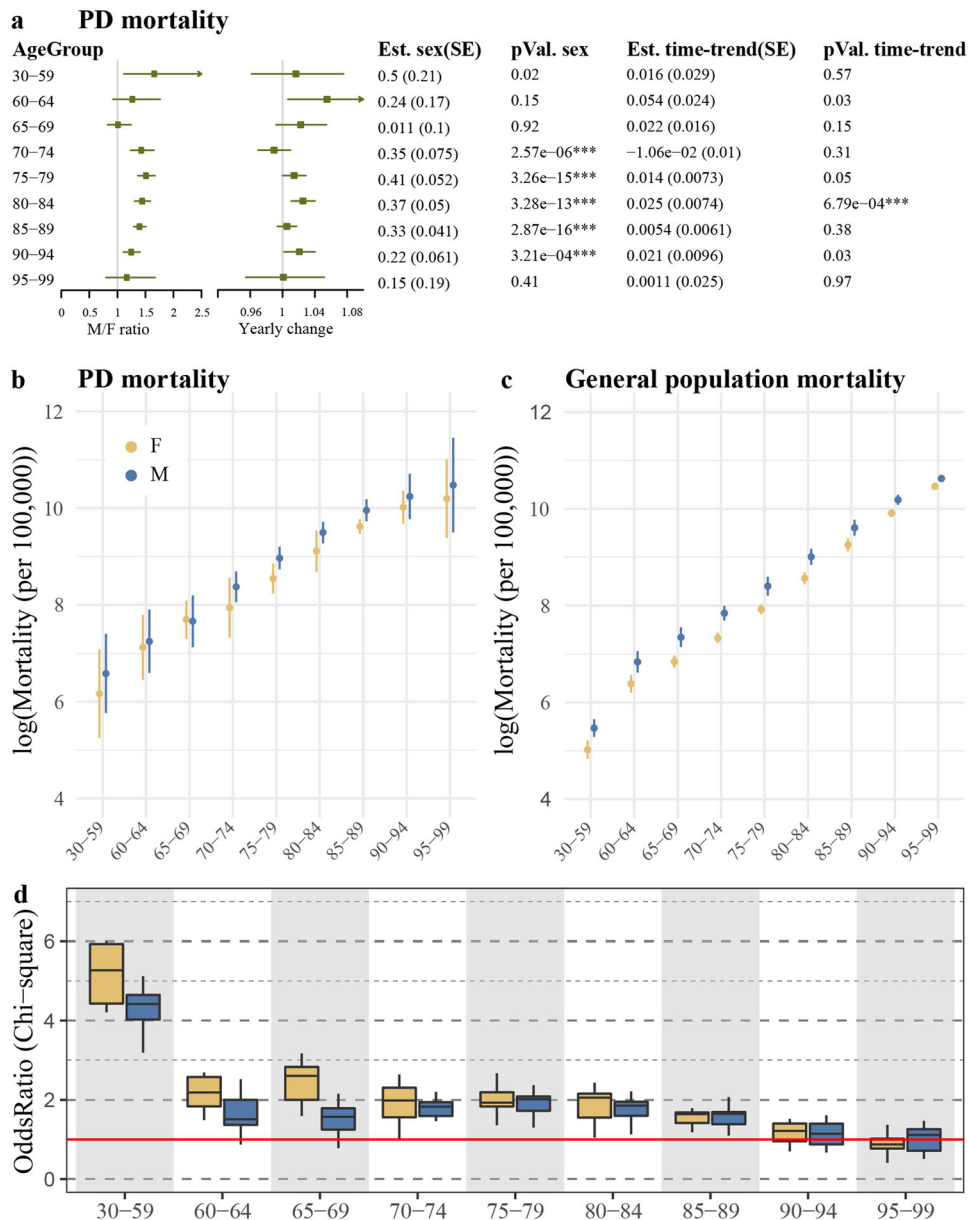 a PD mortality
AgeGroup Est. sex(SE) pVal. sex Est. time-trend(SE) pVal. time-trend
30−59 0.5 (0.21) 0.02 0.016 (0.029) 0.57
60−64 0.24 (0.17) 0.15 0.054 (0.024) 0.03
65−69 0.011 (0.1) 0.92 0.022 (0.016) 0.15
70−74 0.35 (0.075) 2.57e−06*** −1.06e−02 (0.01) 0.31
75−79 0.41 (0.052) 3.26e−15*** 0.014 (0.0073) 0.05
80−84 0.37 (0.05) 3.28e−13*** 0.025 (0.0074) 6.79e−04***
85−89 0.33 (0.041) 2.87e−16*** 0.0054 (0.0061) 0.38
90−94 0.22 (0.061) 3.21e−04*** 0.021 (0.0096) 0.03
95−99 0.15 (0.19) 0.41 0.0011 (0.025) 0.97
0 0.5 1 1.5 2 2.5 0.96 1 1.04 1.08
M/F ratio Yearly change
b PD mortality
log(Mortality (per 100,000))
12
10
8
6
4
F
M
30−59 60−64 65−69 70−74 75−79 80−84 85−89 90−94 95−99
c General population mortality
log(Mortality (per 100,000))
12
10
8
6
4
30−59 60−64 65−69 70−74 75−79 80−84 85−89 90−94 95−99
d
OddsRatio (Chi−square)
6
4
2
0
30−59 60−64 65−69 70−74 75−79 80−84 85−89 90−94 95−99